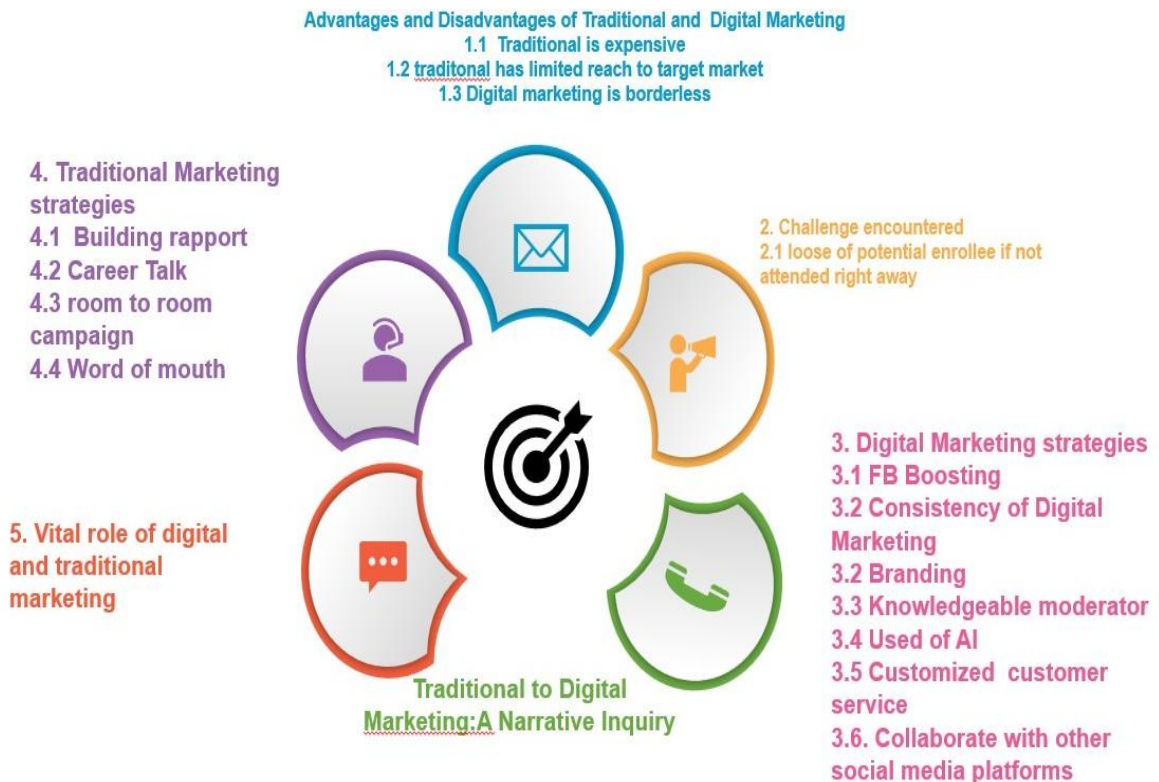 Advantages and Disadvantages of Traditional and Digital Marketing
1.1 Traditional is expensive
1.2 traditonal has limited reach to target market
1.3 Digital marketing is borderless
4. Traditional Marketing
strategies
4.1 Building rapport
4.2 Career Talk
4.3 room to room
campaign
4.4 Word of mouth
2. Challenge encountered
2.1 loose of potential enrollee if not
attended right away
3. Digital Marketing strategies
3.1 FB Boosting
3.2 Consistency of Digital
Marketing
3.2 Branding
3.3 Knowledgeable moderator
3.4 Used of AI
3.5 Customized customer
service
3.6. Collaborate with other
social media platforms
5. Vital role of digital
and traditional
marketing
Traditional to Digital
Marketing:A Narrative Inquiry